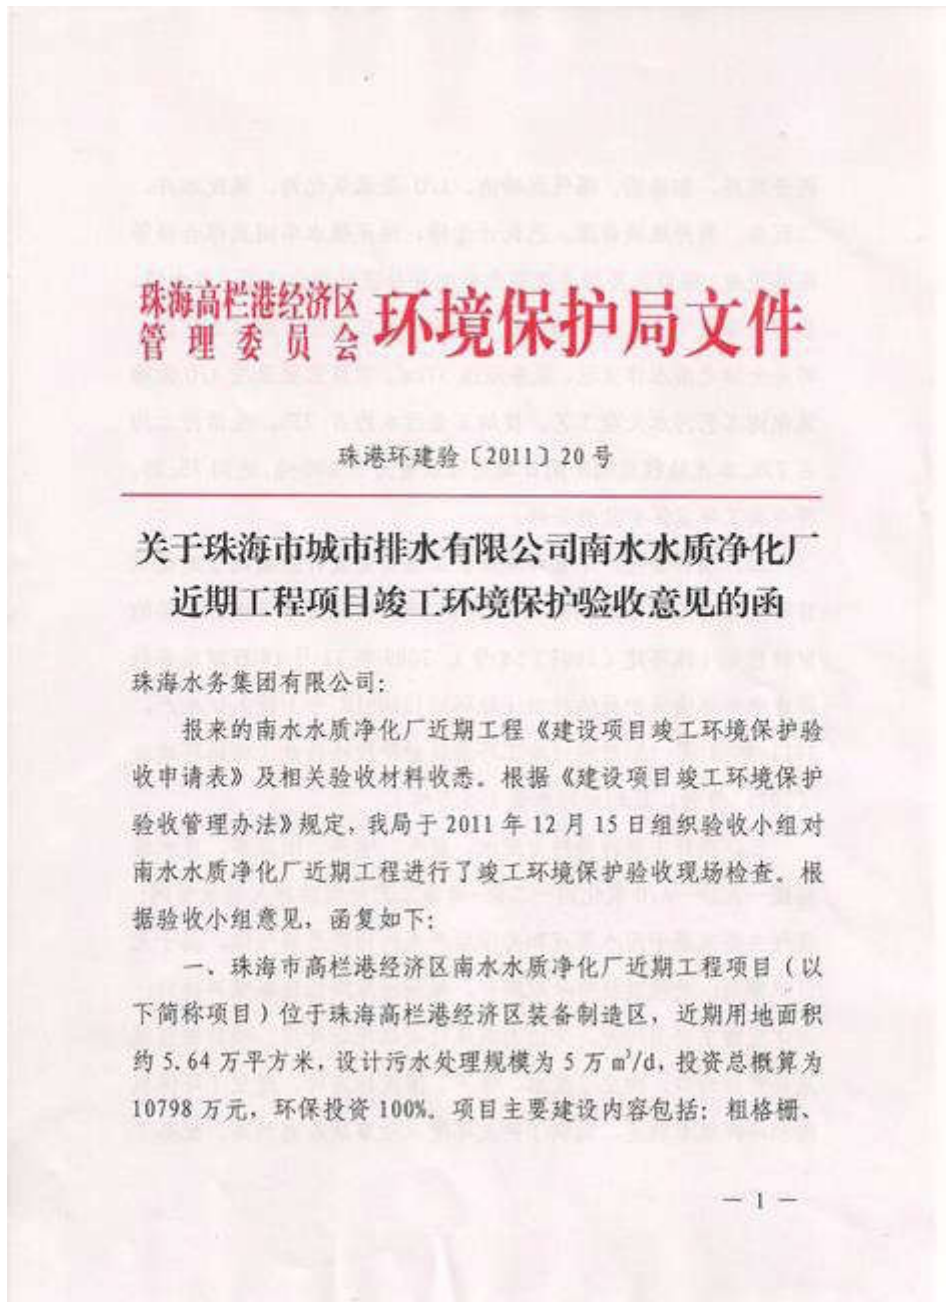 珠海高栏港经济区
管理委员会
环境保护局文件
珠港环建验〔2011〕20号
关于珠海市城市排水有限公司南水水质净化厂
近期工程项目竣工环境保护验收意见的函
珠海水务集团有限公司:
报来的南水水质净化厂近期工程《建设项目竣工环境保护验
收申请表》及相关验收材料收悉。根据《建设项目竣工环境保护
验收管理办法》规定,我局于2011年12月15日组织验收小组对
南水水质净化厂近期工程进行了竣工环境保护验收现场检查。根
据验收小组意见,函复如下:
一、珠海市高栏港经济区南水水质净化厂近期工程项目(以
下简称项目)位于珠海高栏港经济区装备制造区,近期用地面积
约5.64万平方米,设计污水处理规模为5万m³/d,投资总概算为
10798万元,环保投资100%。项目主要建设内容包括:粗格栅、
— 1 —